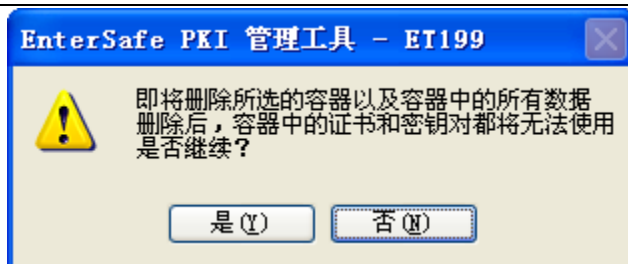 EnterSafe PKI 管理工具 - ET199
即将删除所选的容器以及容器中的所有数据
删除后，容器中的证书和密钥对都将无法使用
是否继续？
是(Y)
否(N)